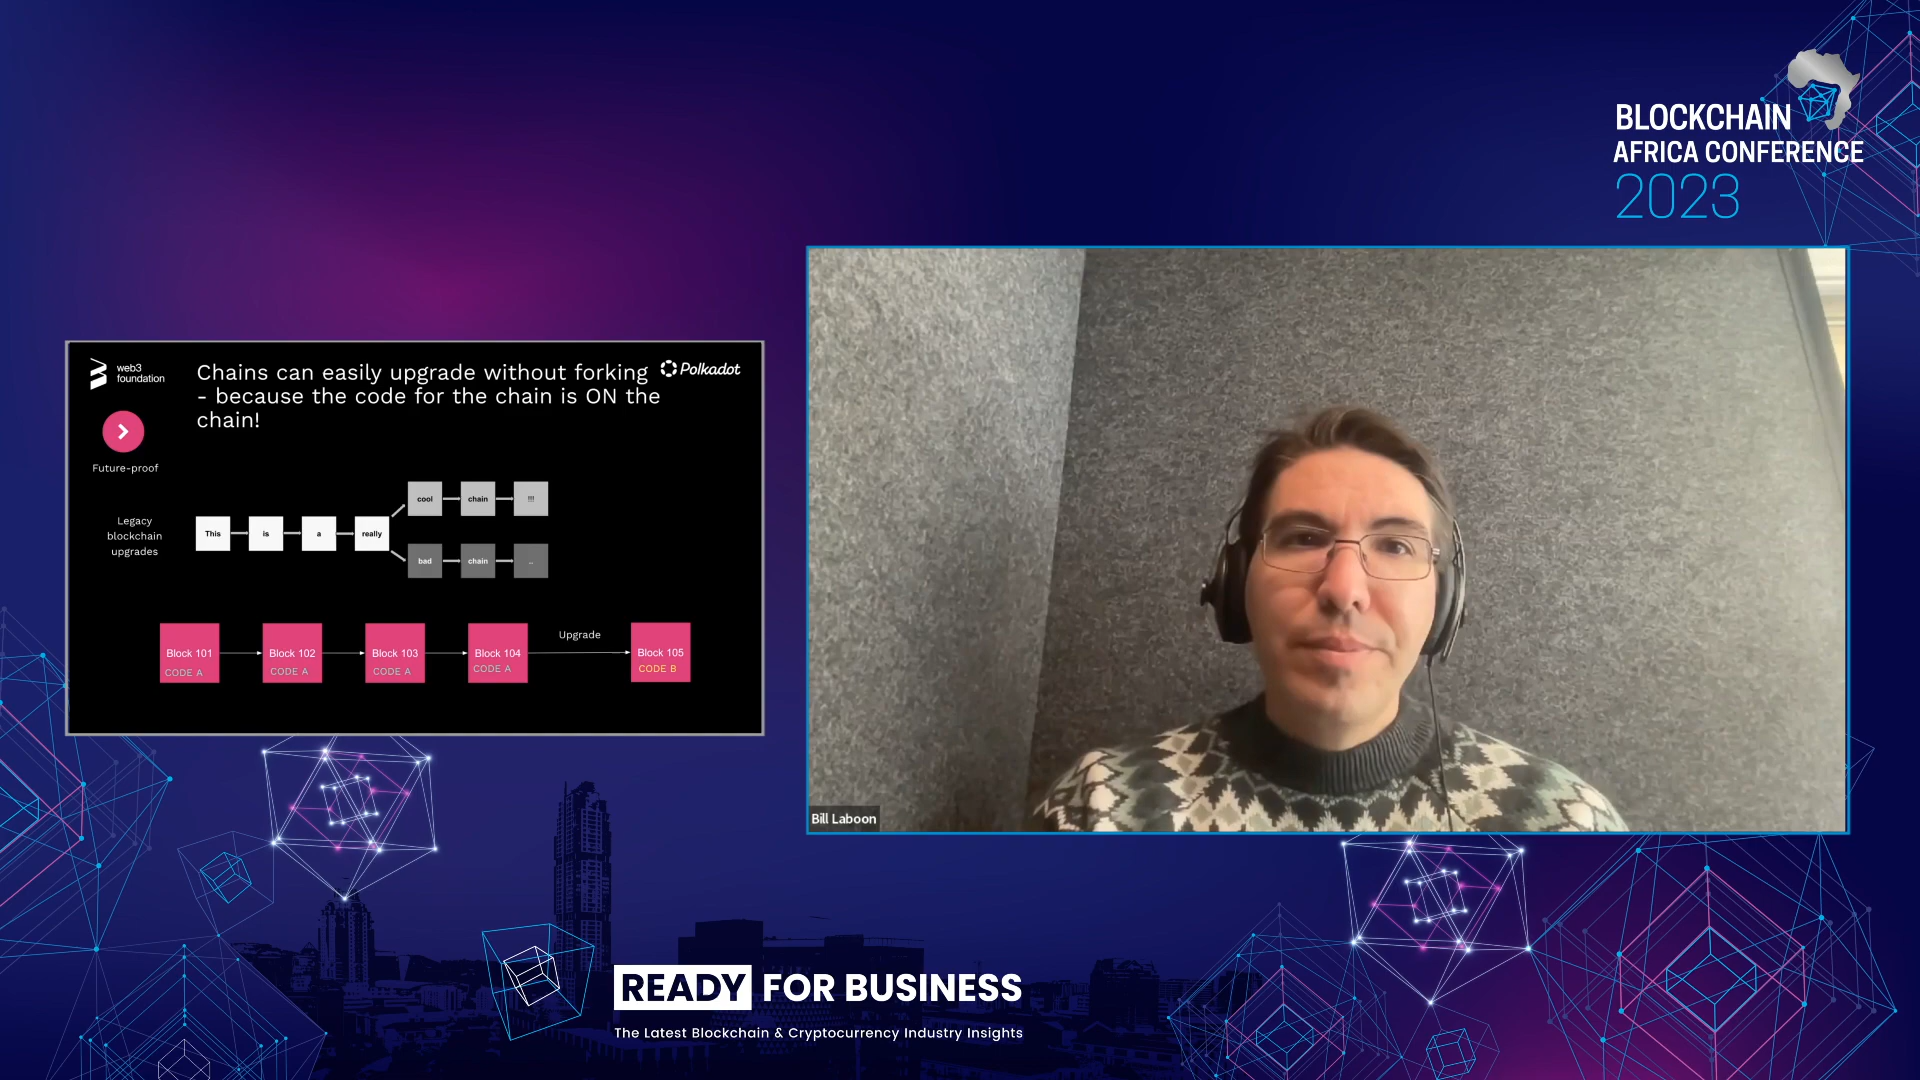 BLOCKCHAIN
AFRICA CONFERENCE
2023
web3
foundation
Chains can easily upgrade without forking
- because the code for the chain is ON the
chain!
Polkadot
Future-proof
Legacy
blockchain
upgrades
This is a really
cool chain !!!
bad chain ...
Block 101
CODE A
Block 102
CODE A
Block 103
CODE A
Block 104
CODE A
Upgrade
Block 105
CODE B
Bill Laboon
READY FOR BUSINESS
The Latest Blockchain & Cryptocurrency Industry Insights